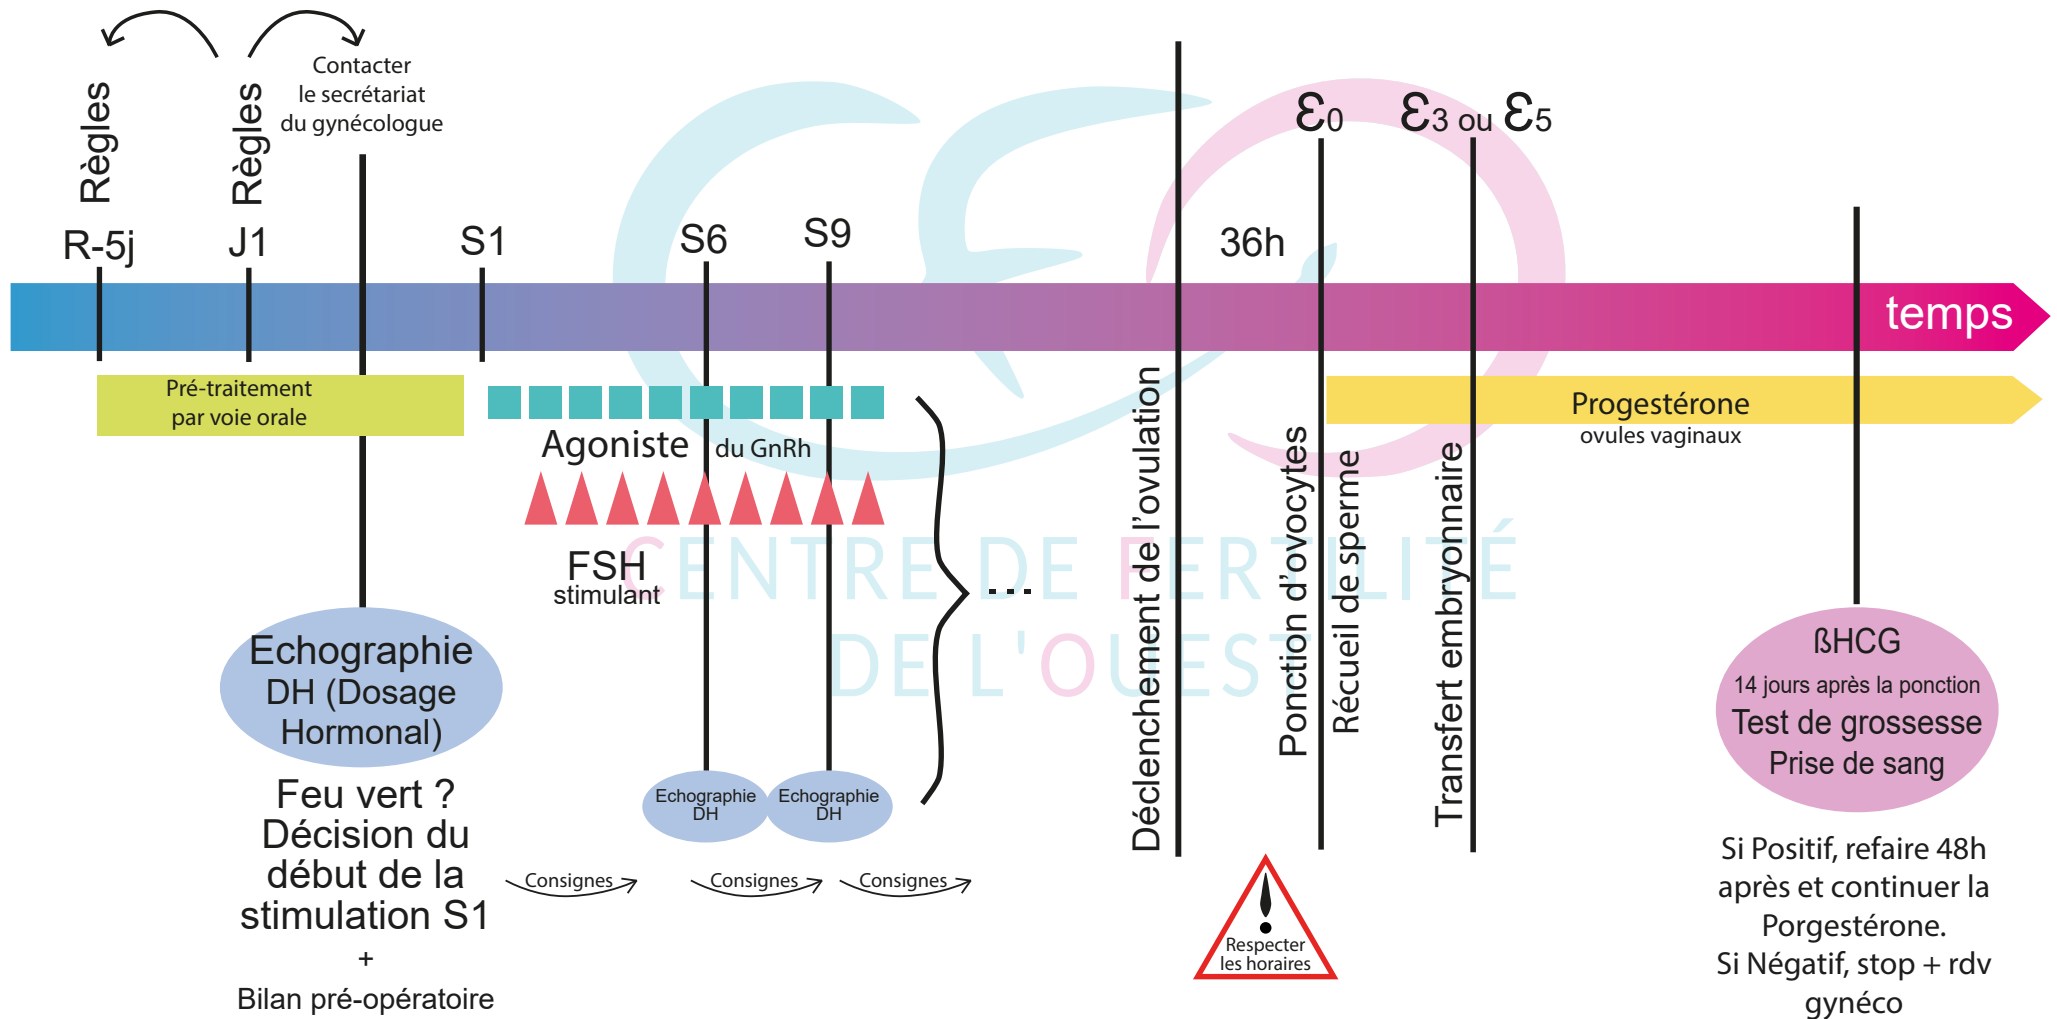 Règles
Règles
Contacter
le secrétariat
du gynécologue
R-5j
J1
S1
S6
S9
36h
Ɛ0
Ɛ3 ou Ɛ5
temps
Pré-traitement
par voie orale
Agoniste du GnRh
FSH
stimulant
Progestérone
ovules vaginaux
Déclenchement de l'ovulation
Ponction d'ovocytes
Récueil de sperme
Transfert embryonnaire
....
CENTRE DE FERTILITÉ
DE L'OUEST
Echographie
DH (Dosage
Hormonal)
Feu vert ?
Décision du
début de la
stimulation S1
+
Bilan pré-opératoire
Echographie
DH
Echographie
DH
Consignes
Consignes
Consignes
Respecter
les horaires
ßHCG
14 jours après la ponction
Test de grossesse
Prise de sang
Si Positif, refaire 48h
après et continuer la
Porgestérone.
Si Négatif, stop + rdv
gynéco